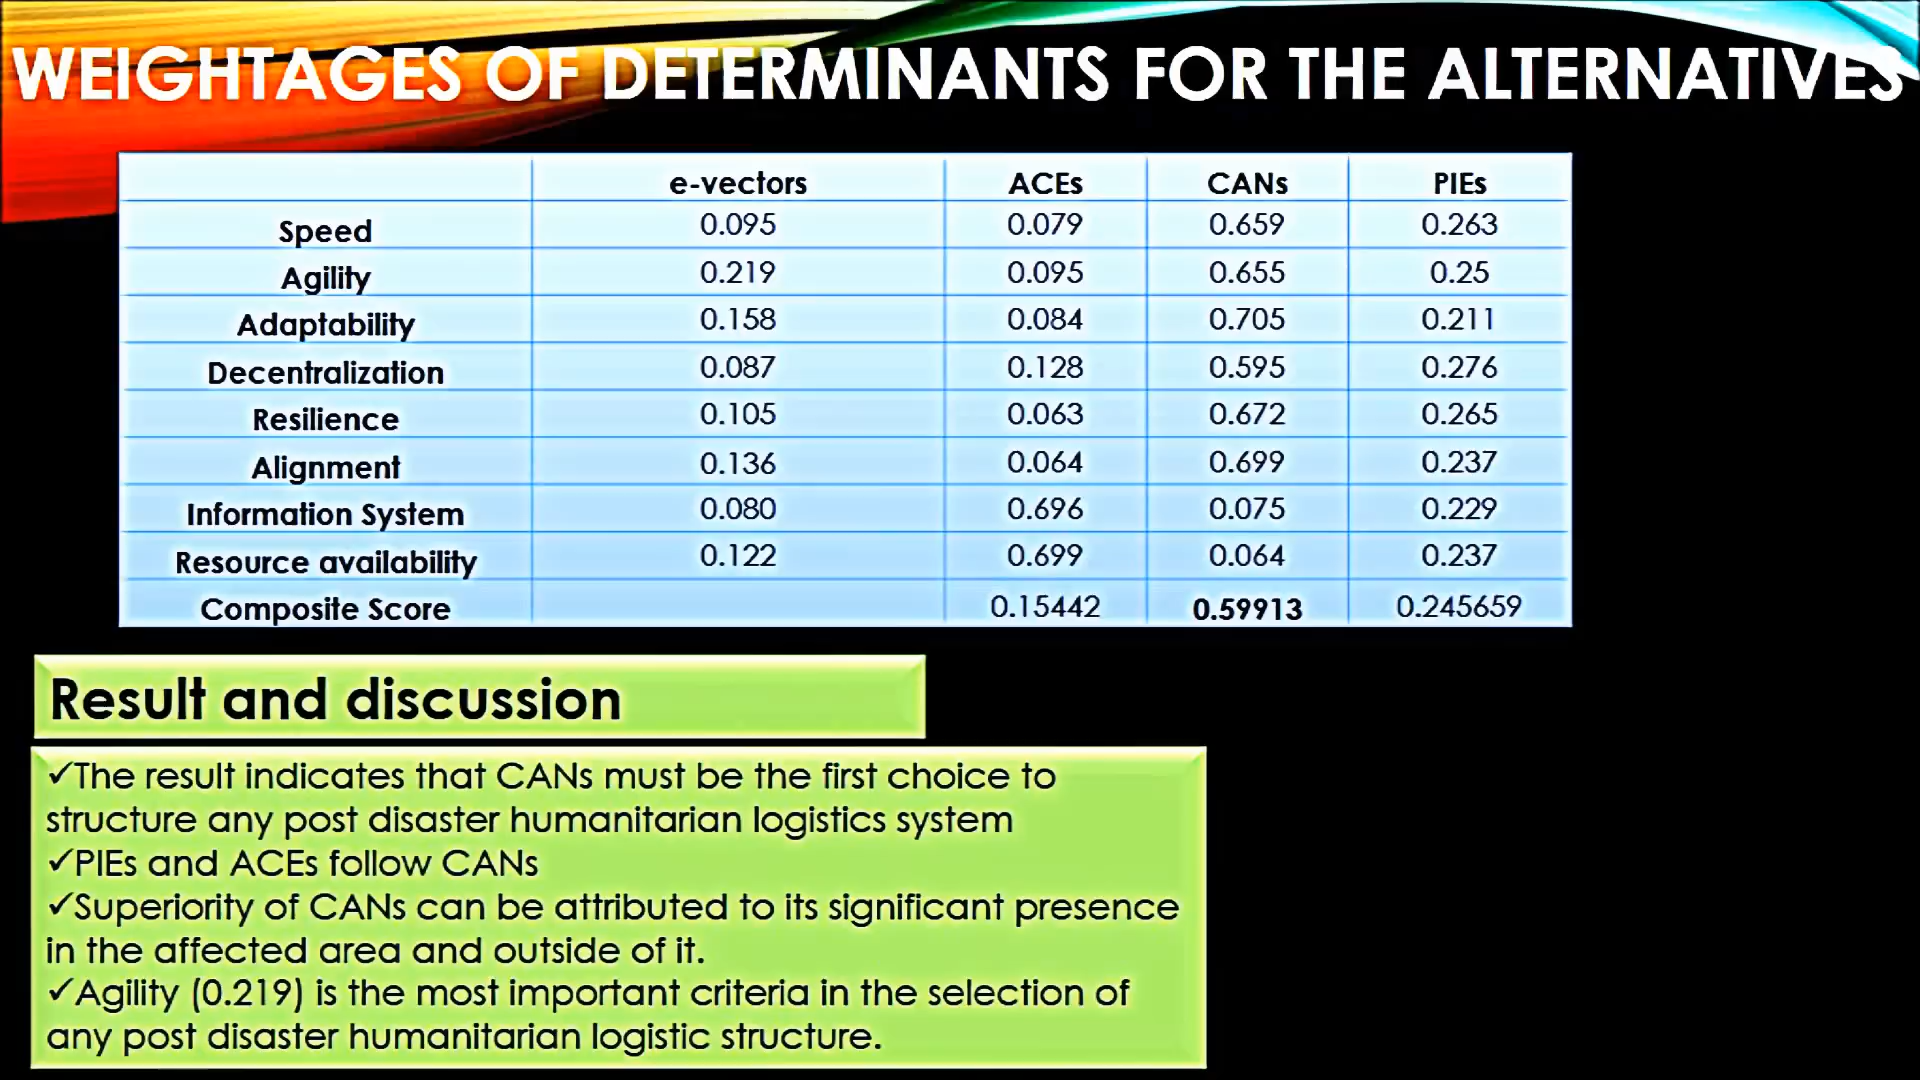 WEIGHTAGES OF DETERMINANTS FOR THE ALTERNATIVES
e-vectors ACEs CANs PIEs
Speed 0.095 0.079 0.659 0.263
Agility 0.219 0.095 0.655 0.25
Adaptability 0.158 0.084 0.705 0.211
Decentralization 0.087 0.128 0.595 0.276
Resilience 0.105 0.063 0.672 0.265
Alignment 0.136 0.064 0.699 0.237
Information System 0.080 0.696 0.075 0.229
Resource availability 0.122 0.699 0.064 0.237
Composite Score 0.15442 0.59913 0.245659
Result and discussion
✓The result indicates that CANs must be the first choice to
structure any post disaster humanitarian logistics system
✓PIEs and ACEs follow CANs
✓Superiority of CANs can be attributed to its significant presence
in the affected area and outside of it.
✓Agility (0.219) is the most important criteria in the selection of
any post disaster humanitarian logistic structure.